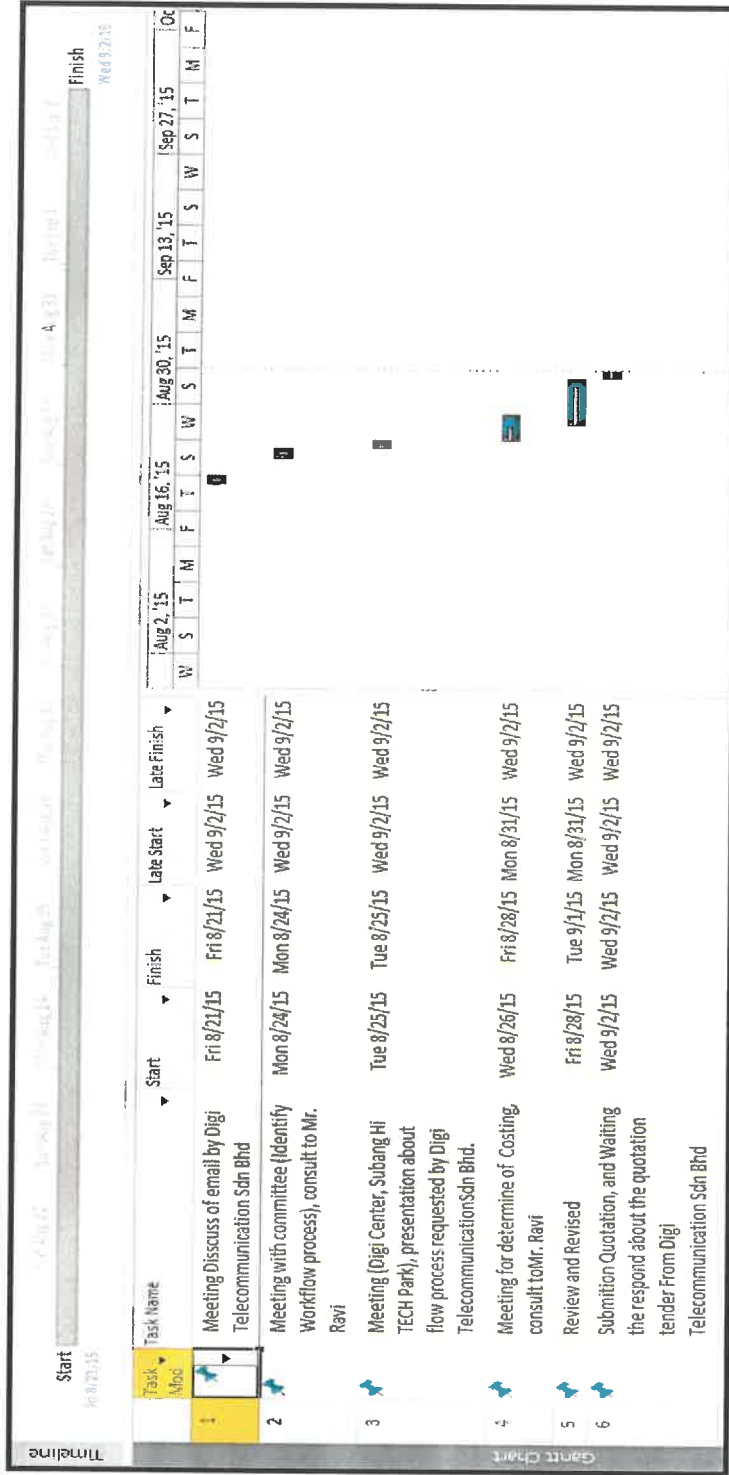 Timeline
Start
Fri 8/21/15
Finish
Wed 9/2/15
Gantt Chart
Task Mod
Task Name
Start
Finish
Late Start
Late Finish
Aug 2, '15
Aug 16, '15
Aug 30, '15
Sep 13, '15
Sep 27, '15
Oc
W S T M F T S W S T M F T S W S T M F
1
Meeting Disscuss of email by Digi
Telecommunication Sdn Bhd
Fri 8/21/15 Fri 8/21/15 Wed 9/2/15 Wed 9/2/15
2
Meeting with committee (Identify
Workflow process), consult to Mr.
Ravi
Mon 8/24/15 Mon 8/24/15 Wed 9/2/15 Wed 9/2/15
3
Meeting (Digi Center, Subang Hi
TECH Park), presentation about
flow process requested by Digi
TelecommunicationSdn Bhd.
Tue 8/25/15 Tue 8/25/15 Wed 9/2/15 Wed 9/2/15
4
Meeting for determine of Costing,
consult toMr. Ravi
Wed 8/26/15 Fri 8/28/15 Mon 8/31/15 Wed 9/2/15
5
Review and Revised
Fri 8/28/15 Tue 9/1/15 Mon 8/31/15 Wed 9/2/15
6
Submition Quotation, and Waiting
the respond about the quotation
tender From Digi
Telecommunication Sdn Bhd
Wed 9/2/15 Wed 9/2/15 Wed 9/2/15 Wed 9/2/15